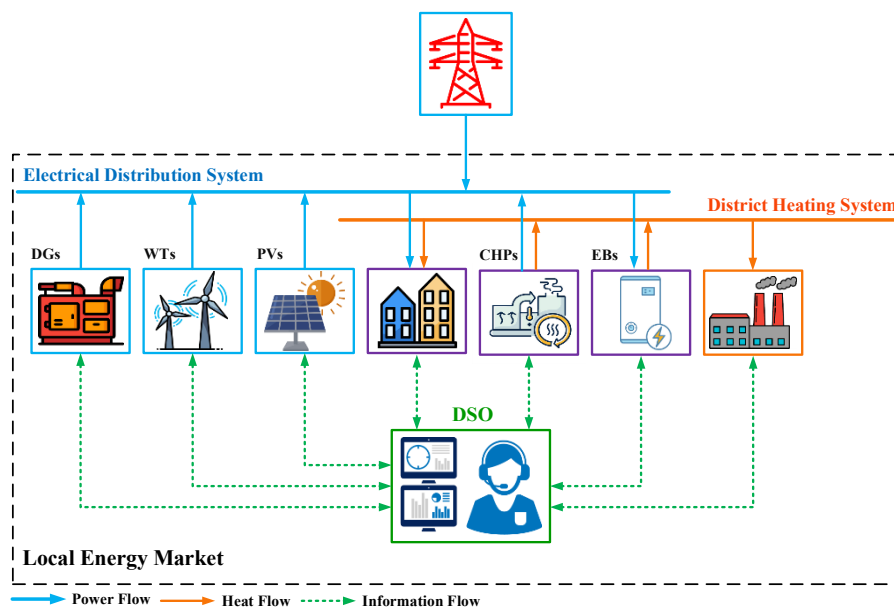 Electrical Distribution System
District Heating System
DGs
WTs
PVs
CHPs
EBs
DSO
Local Energy Market
Power Flow
Heat Flow
Information Flow